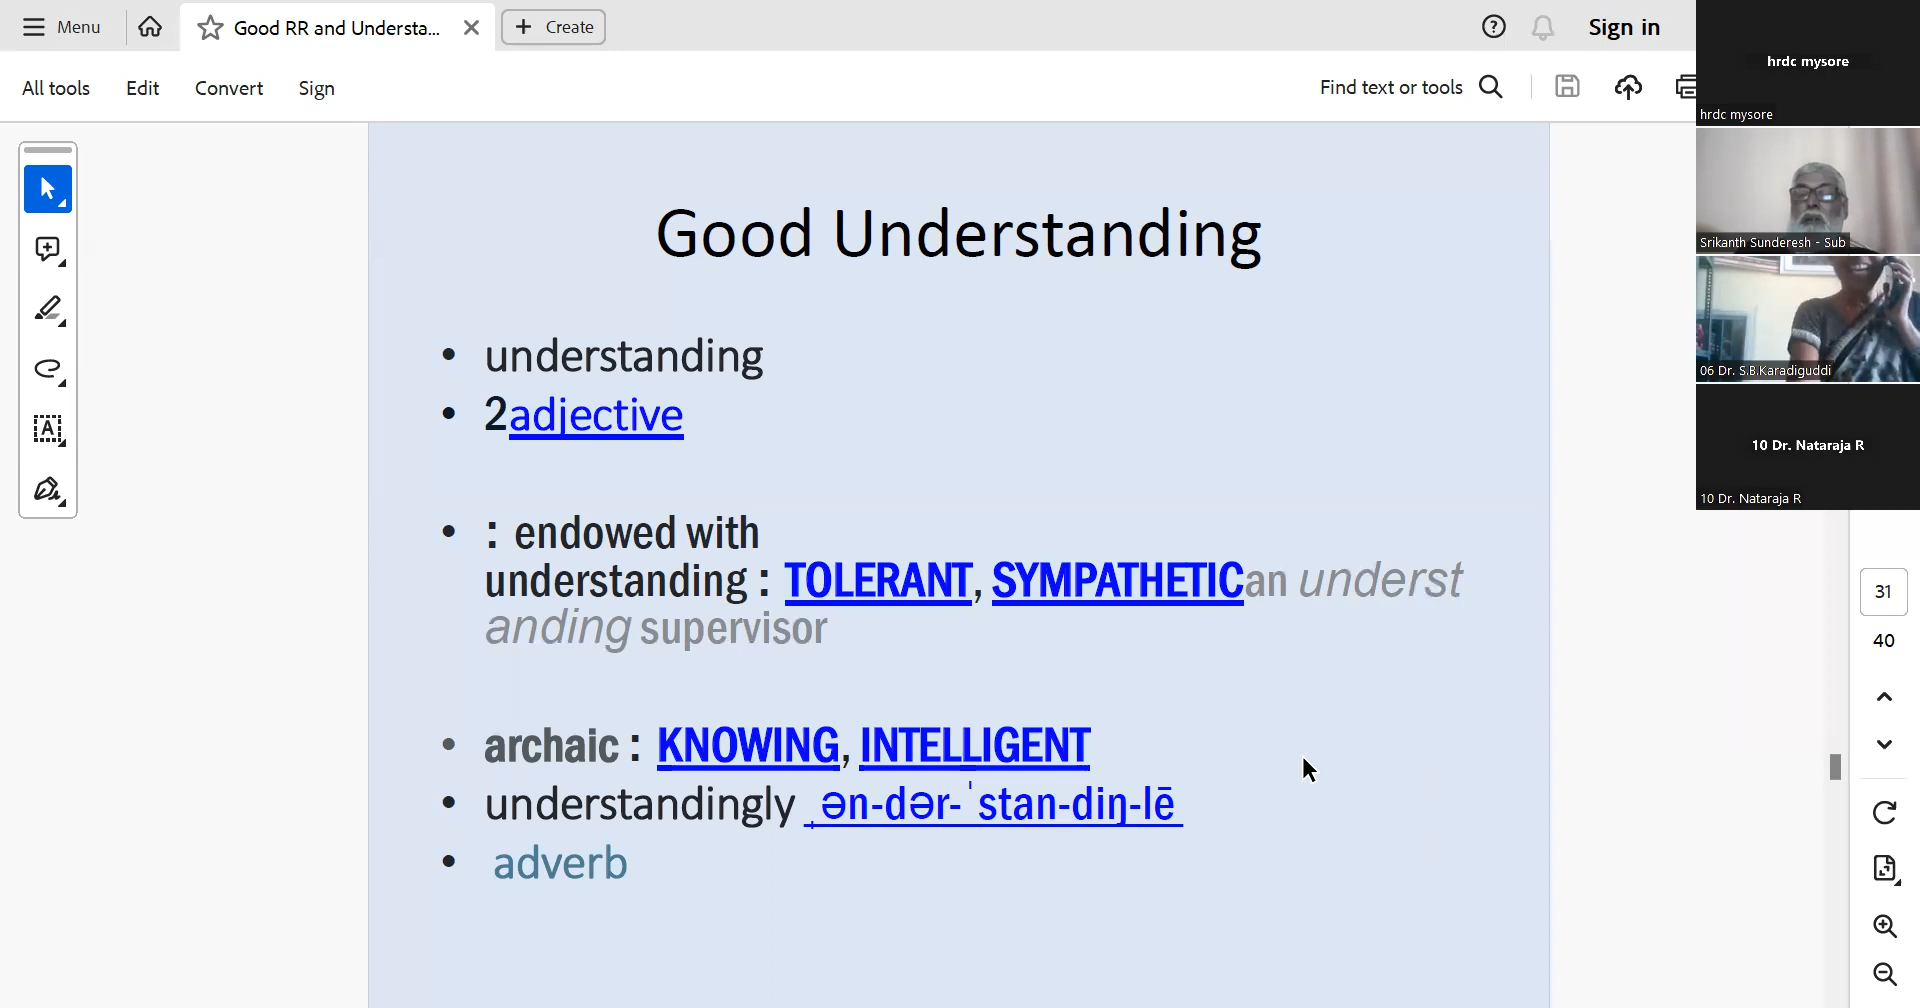 Menu
Good RR and Understa...
Create
Sign in
All tools Edit Convert Sign
Find text or tools
hrdc mysore
hrdc mysore
Srikanth Sunderesh - Sub
06 Dr. S.B.Karadiguddi
10 Dr. Nataraja R
10 Dr. Nataraja R
Good Understanding
• understanding
• 2adjective
• : endowed with
understanding : TOLERANT, SYMPATHETICan underst
anding supervisor
• archaic : KNOWING, INTELLIGENT
• understandingly ˌən-dər-ˈstan-diŋ-lē
• adverb
31
40